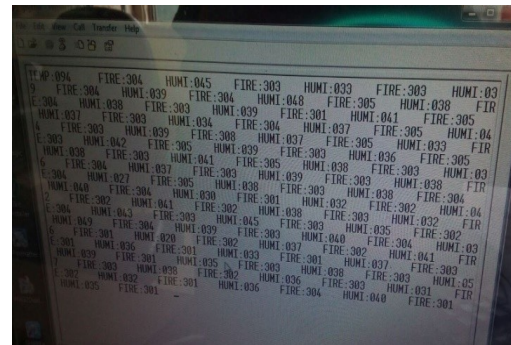 File Edit View Call Transfer Help
TEMP:094 FIRE:304 HUMI:045 FIRE:303 HUMI:033 FIRE:303 HUMI:03
9 FIRE:304 HUMI:039 FIRE:304 HUMI:048 FIRE:305 HUMI:038 FIR
E:304 HUMI:038 FIRE:303 HUMI:039 FIRE:301 HUMI:041 FIRE:305
HUMI:037 FIRE:303 HUMI:034 FIRE:304 HUMI:037 FIRE:305 HUMI:04
4 FIRE:303 HUMI:039 FIRE:308 HUMI:037 FIRE:305 HUMI:033 FIR
E:303 HUMI:042 FIRE:305 HUMI:039 FIRE:303 HUMI:036 FIRE:305
HUMI:038 FIRE:303 HUMI:041 FIRE:305 HUMI:038 FIRE:303 HUMI:03
FIRE:304 HUMI:037 FIRE:303 HUMI:039 FIRE:303 HUMI:038 FIR
E:304 HUMI:027 FIRE:305 HUMI:038 FIRE:303 HUMI:038 FIRE:304
HUMI:040 FIRE:304 HUMI:030 FIRE:301 HUMI:032 FIRE:302 HUMI:04
2 FIRE:302 HUMI:041 FIRE:302 HUMI:038 FIRE:303 HUMI:032 FIR
E:304 HUMI:043 FIRE:303 HUMI:045 FIRE:303 HUMI:035 FIRE:302
HUMI:049 FIRE:304 HUMI:039 FIRE:303 HUMI:040 FIRE:304 HUMI:03
6 FIRE:301 HUMI:020 FIRE:302 HUMI:037 FIRE:302 HUMI:041 FIR
E:301 HUMI:036 FIRE:301 HUMI:033 FIRE:301 HUMI:037 FIRE:303
HUMI:039 FIRE:301 HUMI:035 FIRE:303 HUMI:038 FIRE:303 HUMI:05
7 FIRE:303 HUMI:038 FIRE:302 HUMI:036 FIRE:303 HUMI:031 FIR
E:302 HUMI:032 FIRE:301 HUMI:036 FIRE:304 HUMI:040 FIRE:301
HUMI:035 FIRE:301